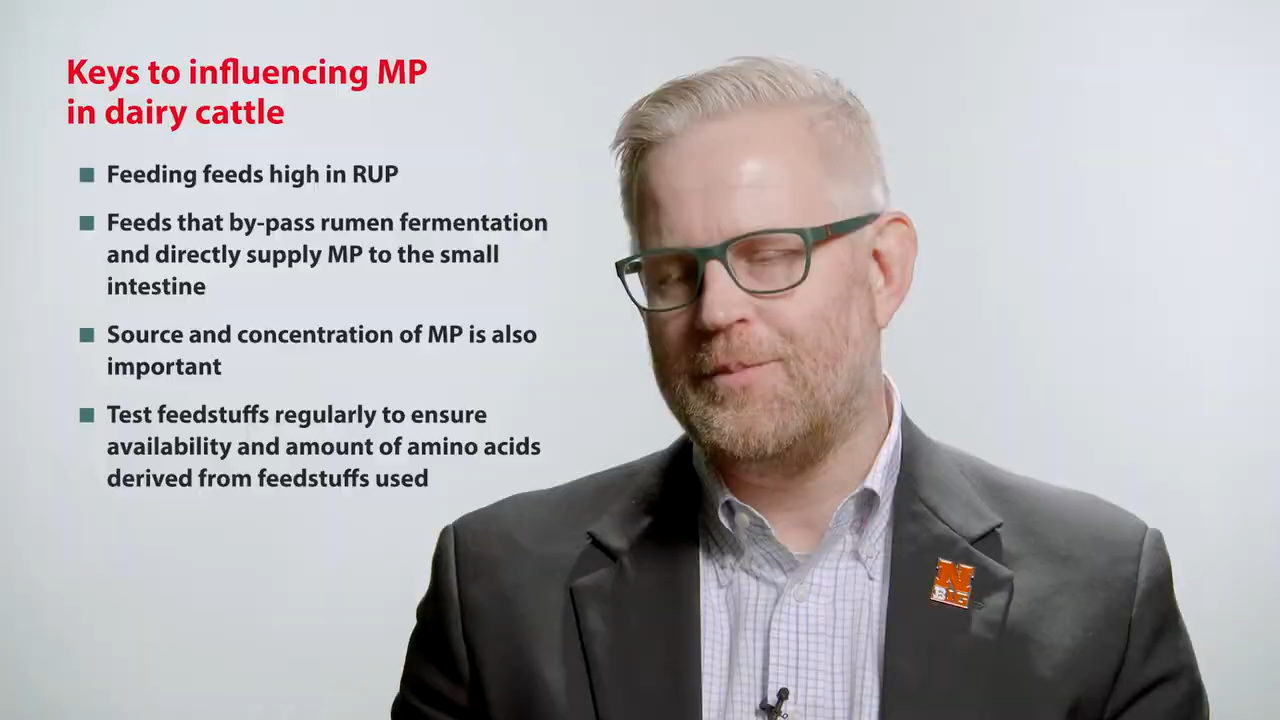 Keys to influencing MP
in dairy cattle
Feeding feeds high in RUP
Feeds that by-pass rumen fermentation
and directly supply MP to the small
intestine
Source and concentration of MP is also
important
Test feedstuffs regularly to ensure
availability and amount of amino acids
derived from feedstuffs used
N
B1G